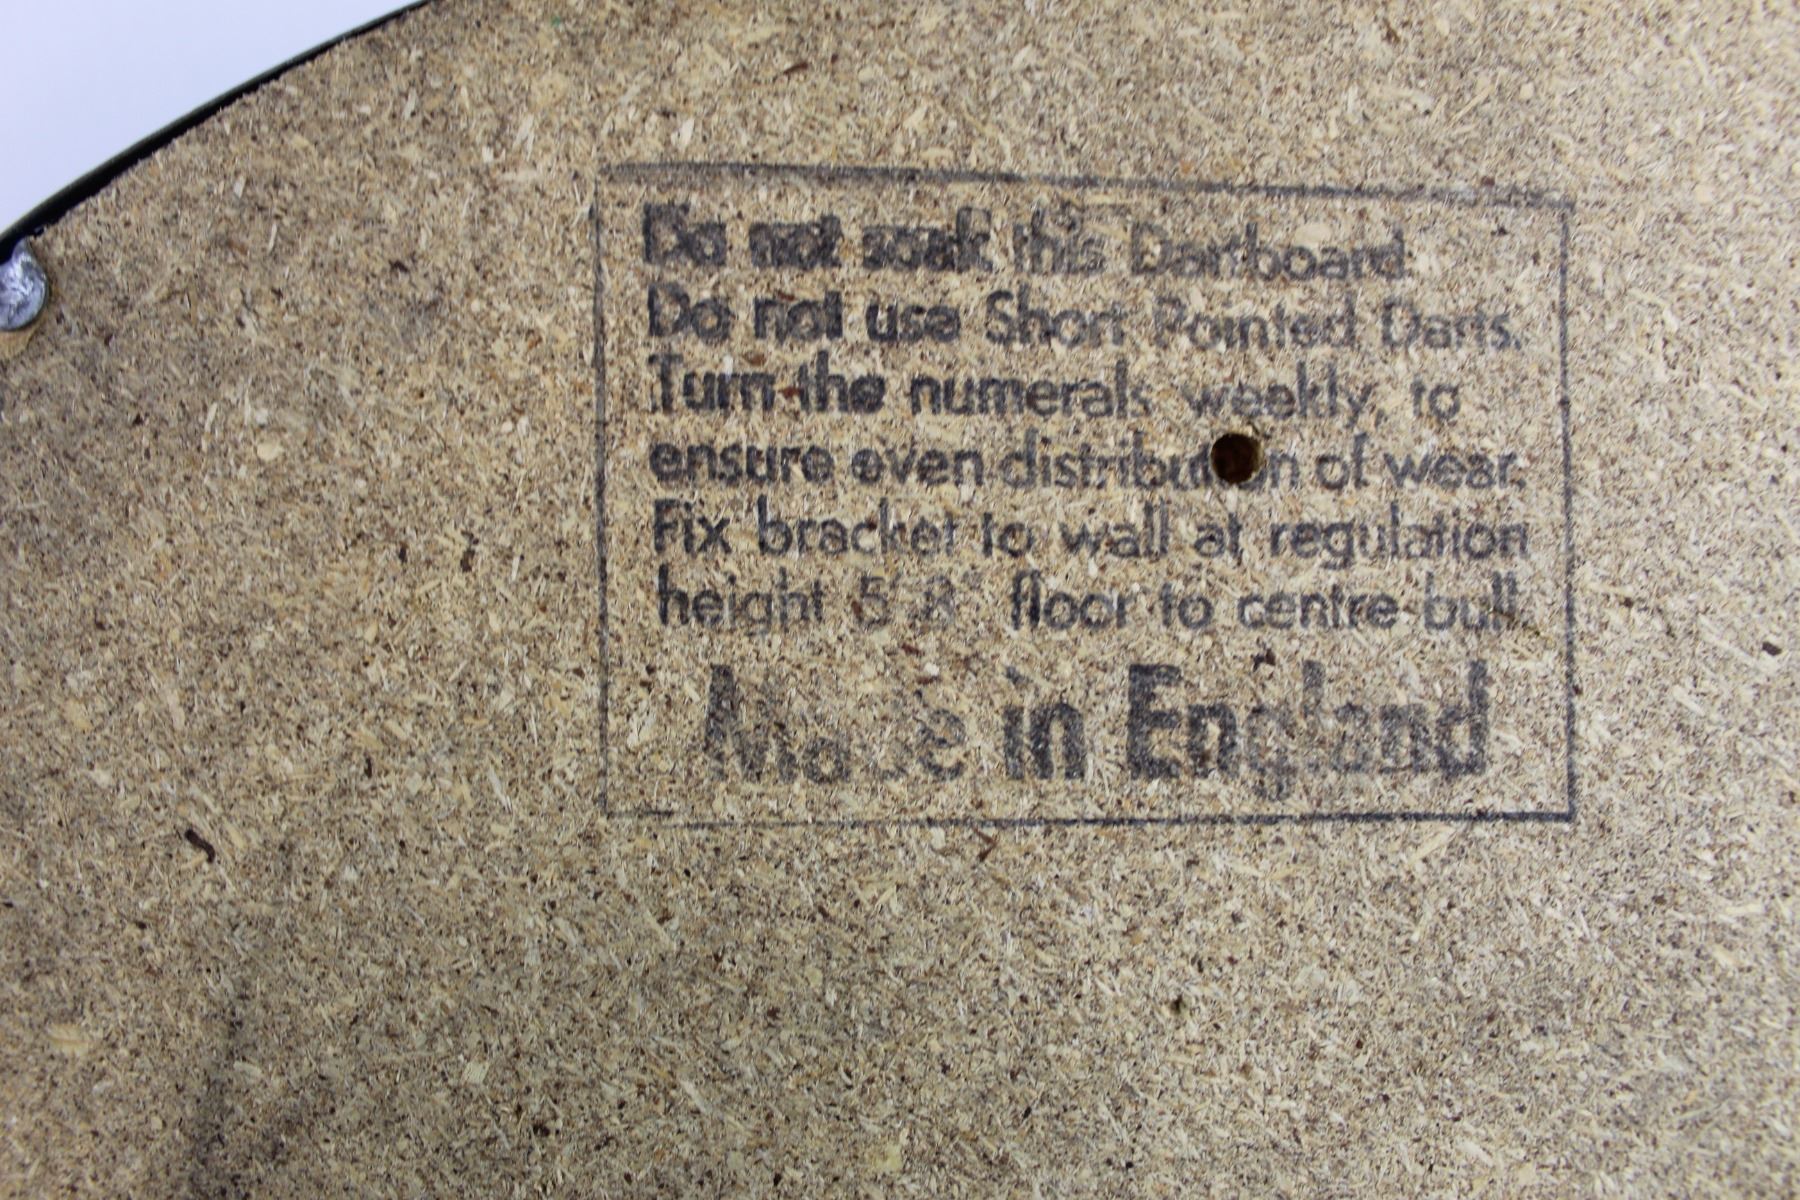 Do not soak this Dartboard.
Do not use Short Pointed Darts.
Turn the numerals weekly, to
ensure even distribution of wear.
Fix bracket to wall at regulation
height 5' 8" floor to centre bull.
Made in England